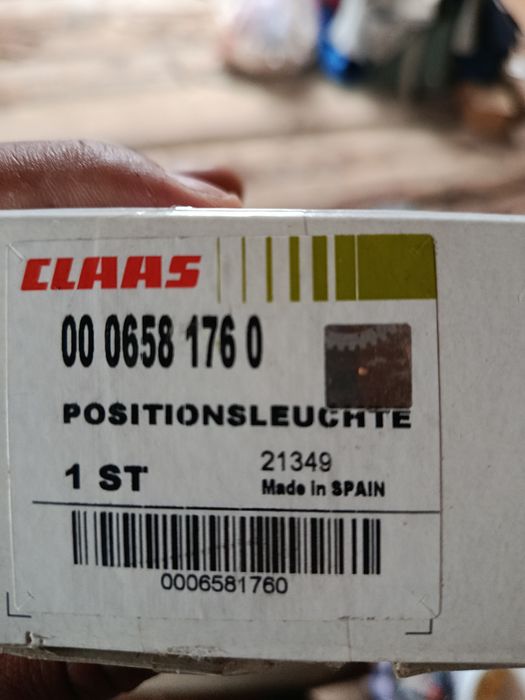 CLAAS
00 0658 176 0
POSITIONSLEUCHTE
1 ST
21349
Made in SPAIN
0006581760